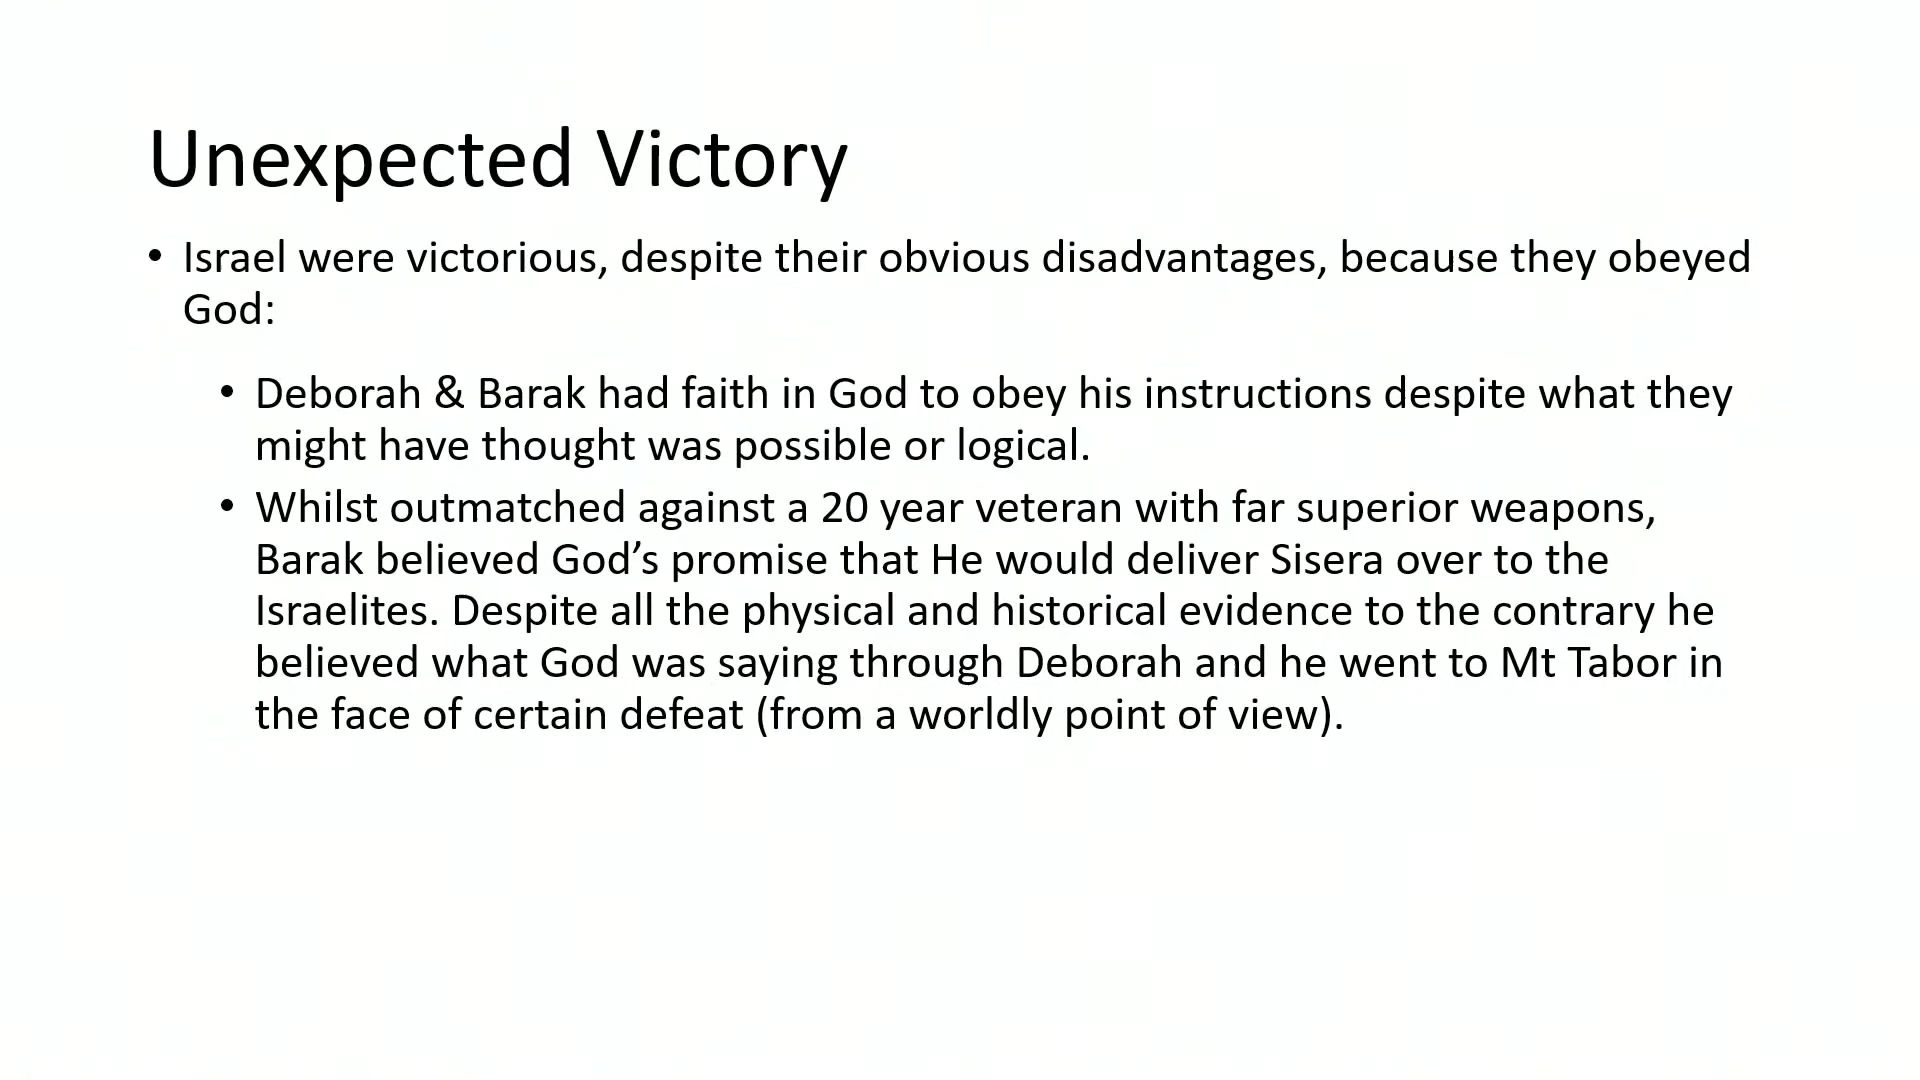 Unexpected Victory
• Israel were victorious, despite their obvious disadvantages, because they obeyed
God:
• Deborah & Barak had faith in God to obey his instructions despite what they
might have thought was possible or logical.
• Whilst outmatched against a 20 year veteran with far superior weapons,
Barak believed God’s promise that He would deliver Sisera over to the
Israelites. Despite all the physical and historical evidence to the contrary he
believed what God was saying through Deborah and he went to Mt Tabor in
the face of certain defeat (from a worldly point of view).